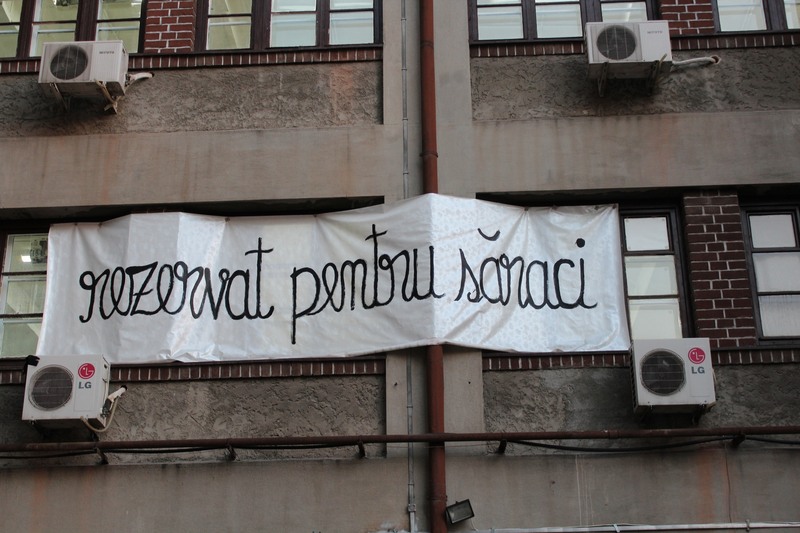 rezervat pentru săraci
LG
LG